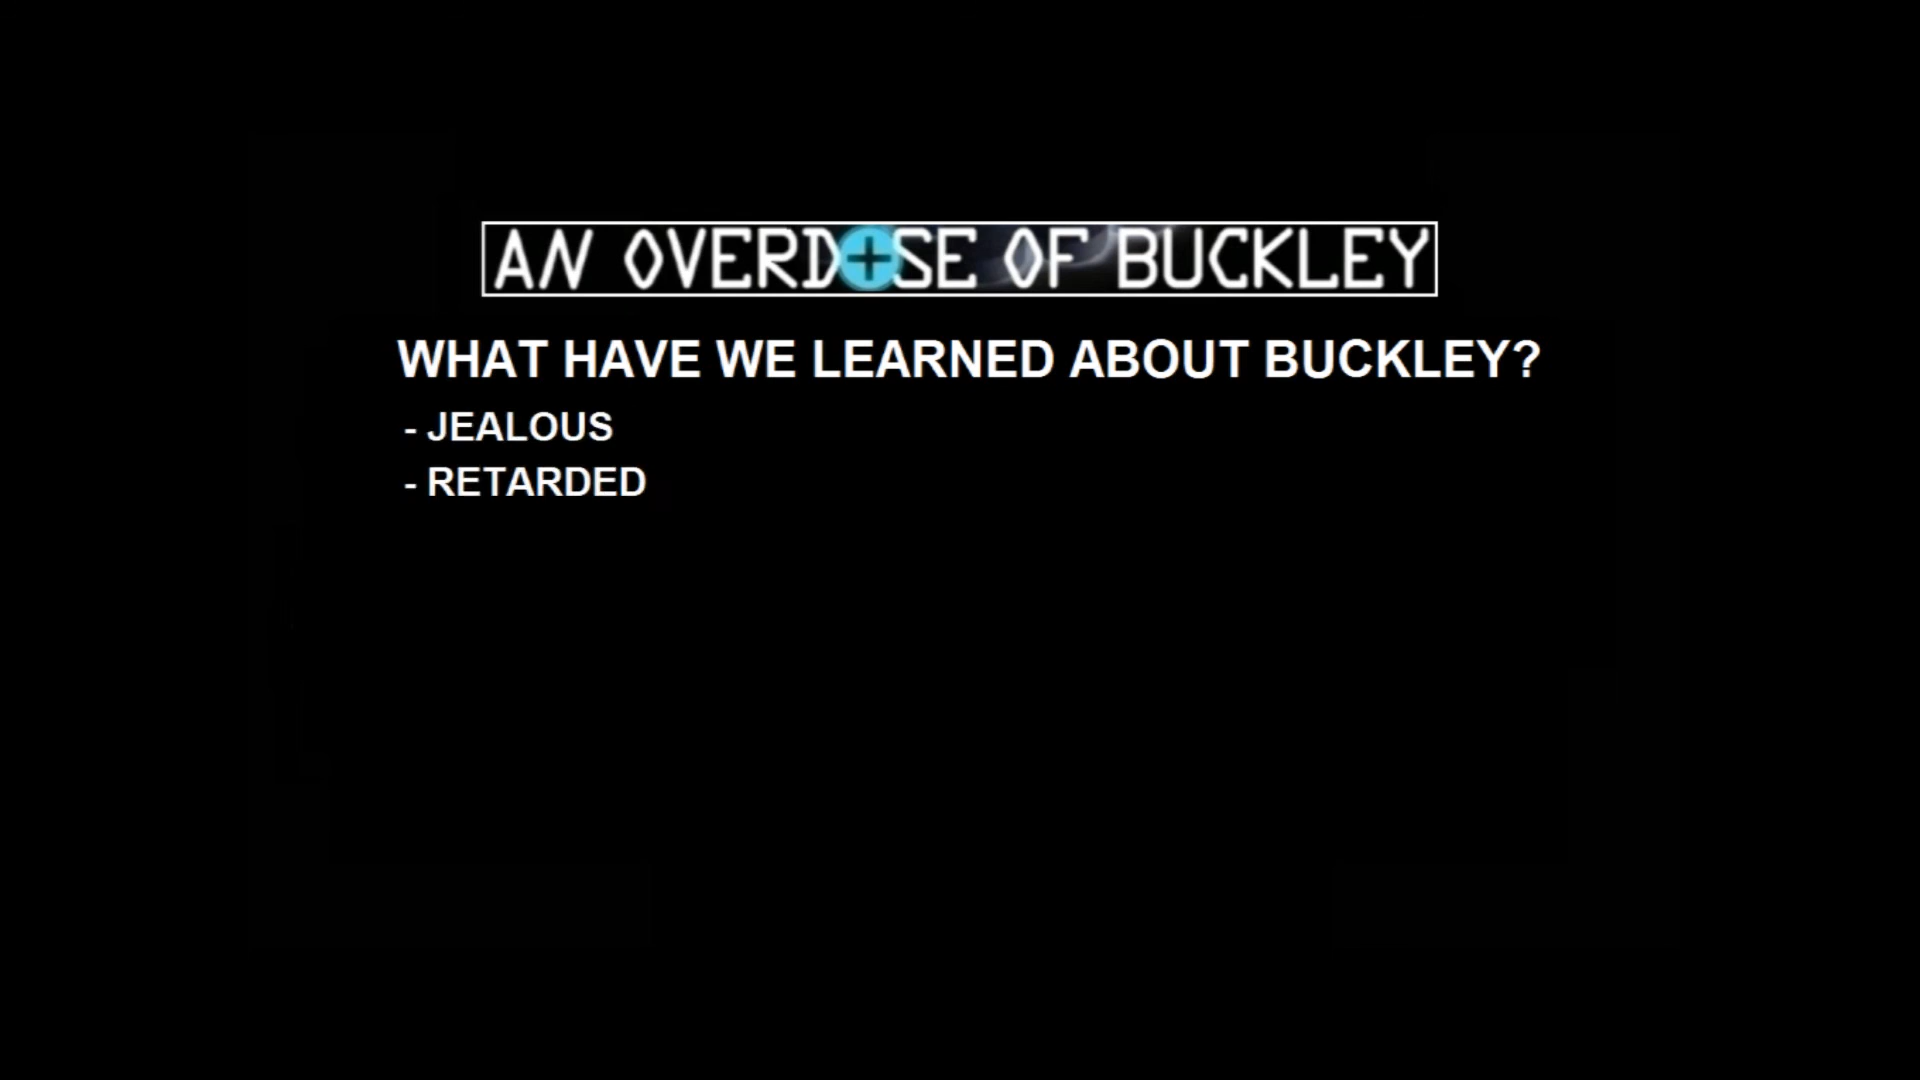 AN OVERDOSE OF BUCKLEY
WHAT HAVE WE LEARNED ABOUT BUCKLEY?
- JEALOUS
- RETARDED